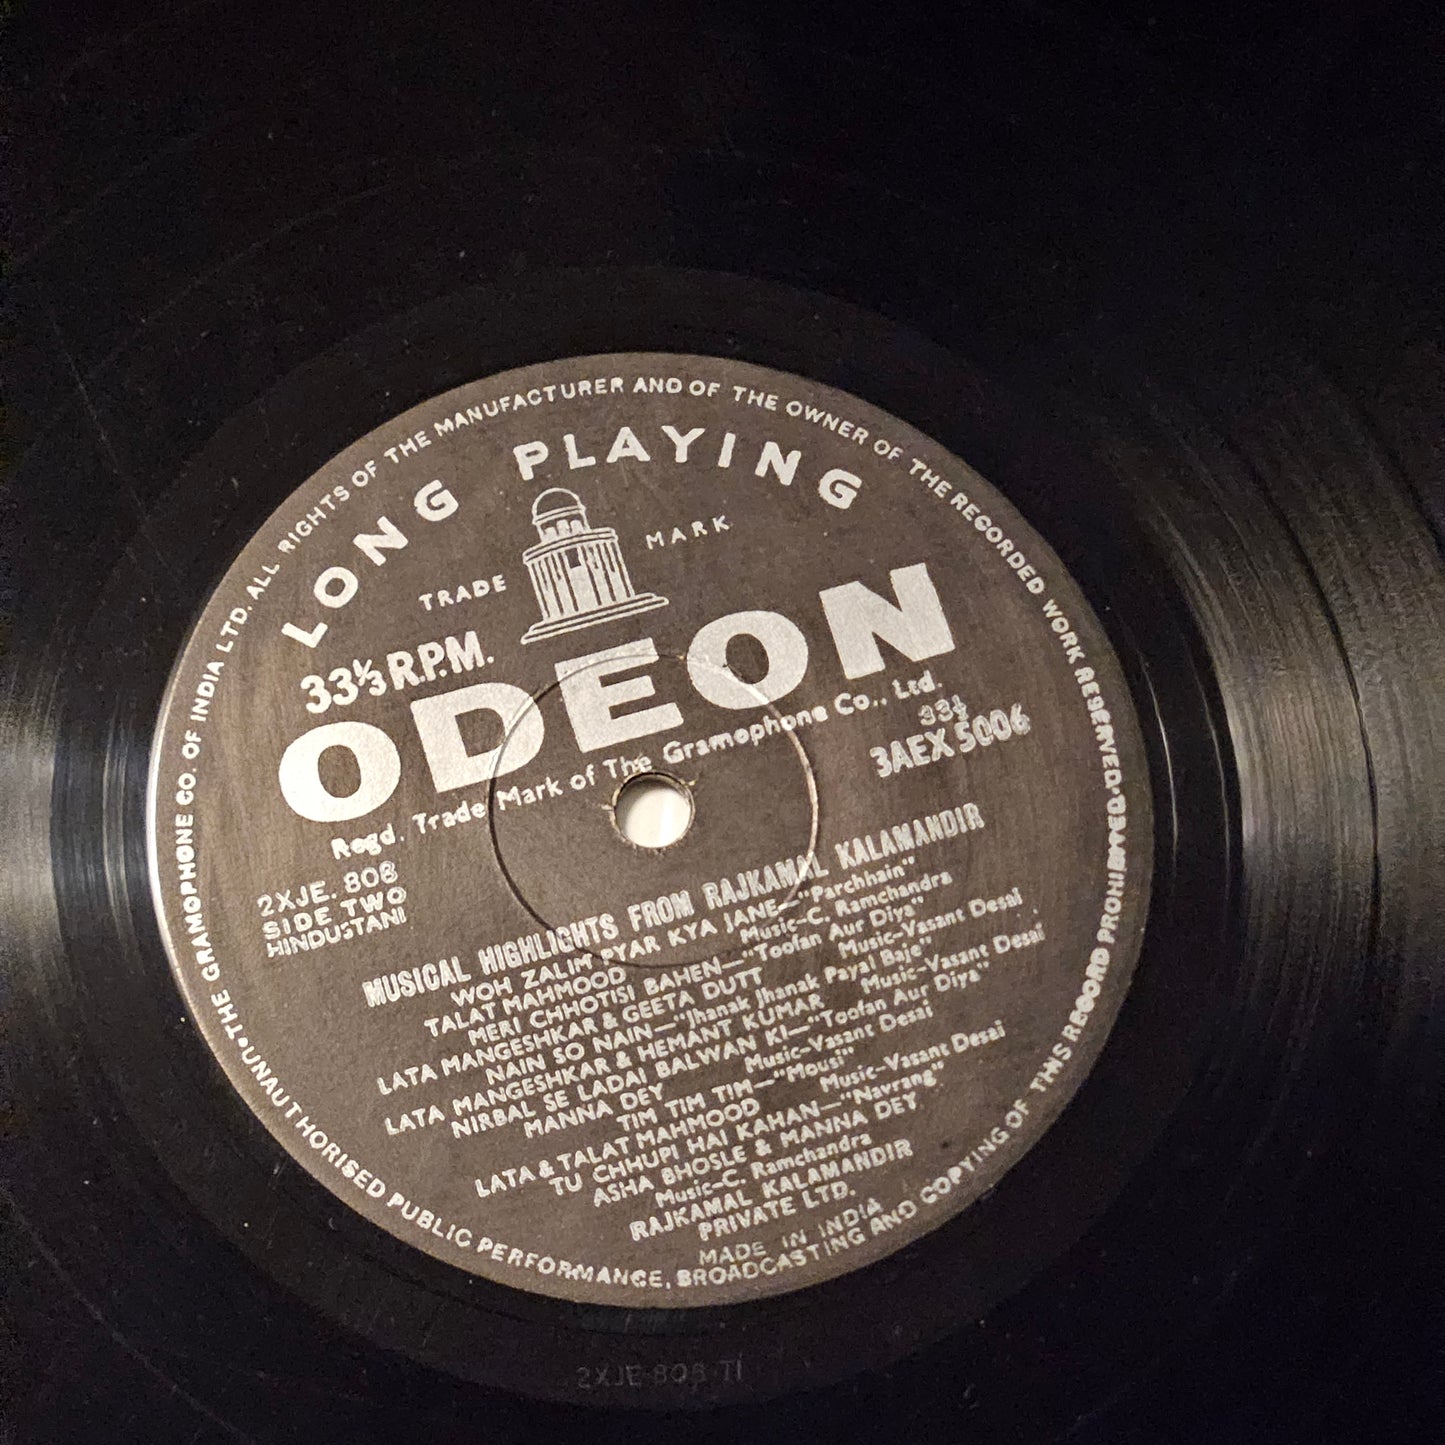 THE GRAMOPHONE CO. OF INDIA LTD. ALL RIGHTS OF THE MANUFACTURER AND OF THE OWNER OF THE RECORDED WORK RESERVED
UNAUTHORISED PUBLIC PERFORMANCE, BROADCASTING AND COPYING OF THIS RECORD PROHIBITED
LONG PLAYING
TRADE MARK
33⅓ R.P.M.
ODEON
Regd. Trade Mark of The Gramophone Co., Ltd.
33⅓
3AEX 5006
2XJE. 808
SIDE TWO
HINDUSTANI
MUSICAL HIGHLIGHTS FROM RAJKAMAL KALAMANDIR
WOH ZALIM PYAR KYA JANE—"Parchhain"
TALAT MAHMOOD Music-C. Ramchandra
MERI CHHOTISI BAHEN—"Toofan Aur Diya"
LATA MANGESHKAR & GEETA DUTT Music-Vasant Desai
NAIN SO NAIN—"Jhanak Jhanak Payal Baje"
LATA MANGESHKAR & HEMANT KUMAR Music-Vasant Desai
NIRBAL SE LADAI BALWAN KI—"Toofan Aur Diya"
MANNA DEY Music-Vasant Desai
TIM TIM TIM—"Mousi"
LATA & TALAT MAHMOOD Music-Vasant Desai
TU CHHUPI HAI KAHAN—"Navrang"
ASHA BHOSLE & MANNA DEY
Music-C. Ramchandra
RAJKAMAL KALAMANDIR
PRIVATE LTD.
MADE IN INDIA
2XJE 808 T1